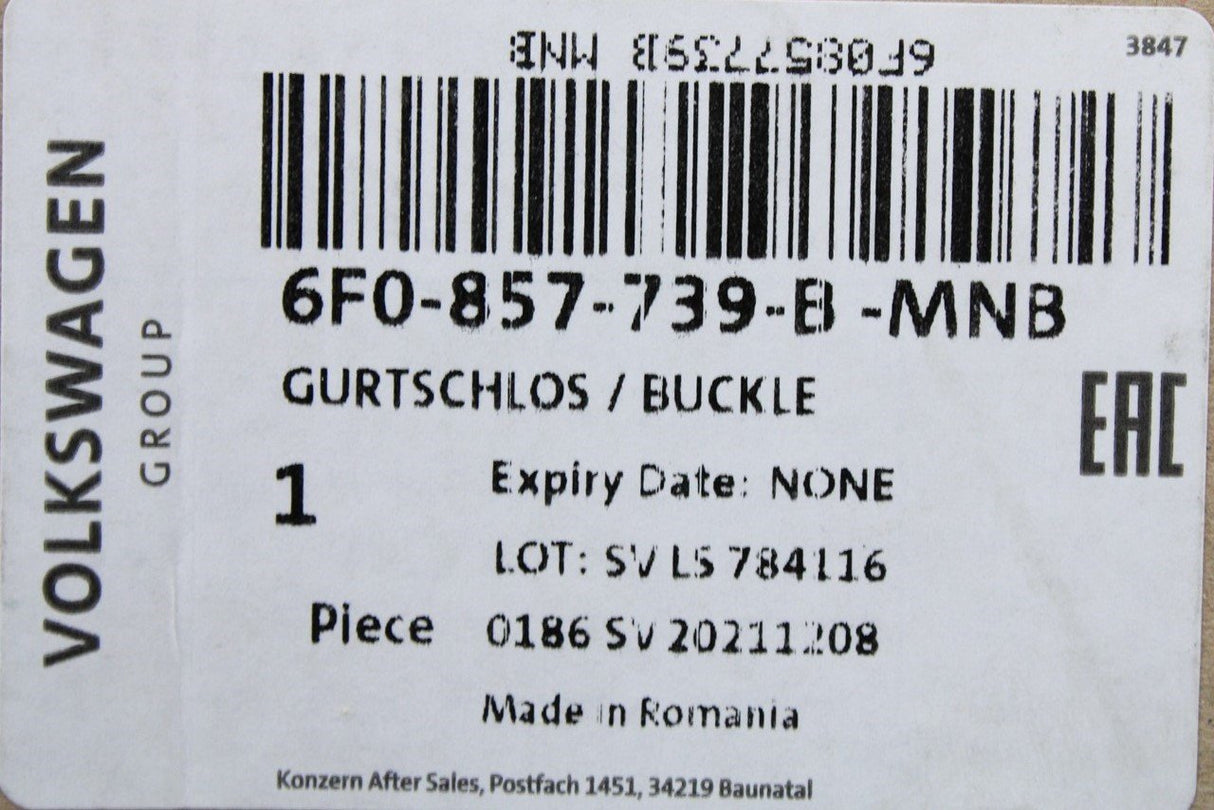 6F0857739B MNB
3847
VOLKSWAGEN
GROUP
6F0-857-739-B -MNB
GURTSCHLOS / BUCKLE
EAC
1
Expiry Date: NONE
LOT: SV LS 784116
Piece
0186 SV 20211208
Made in Romania
Konzern After Sales, Postfach 1451, 34219 Baunatal